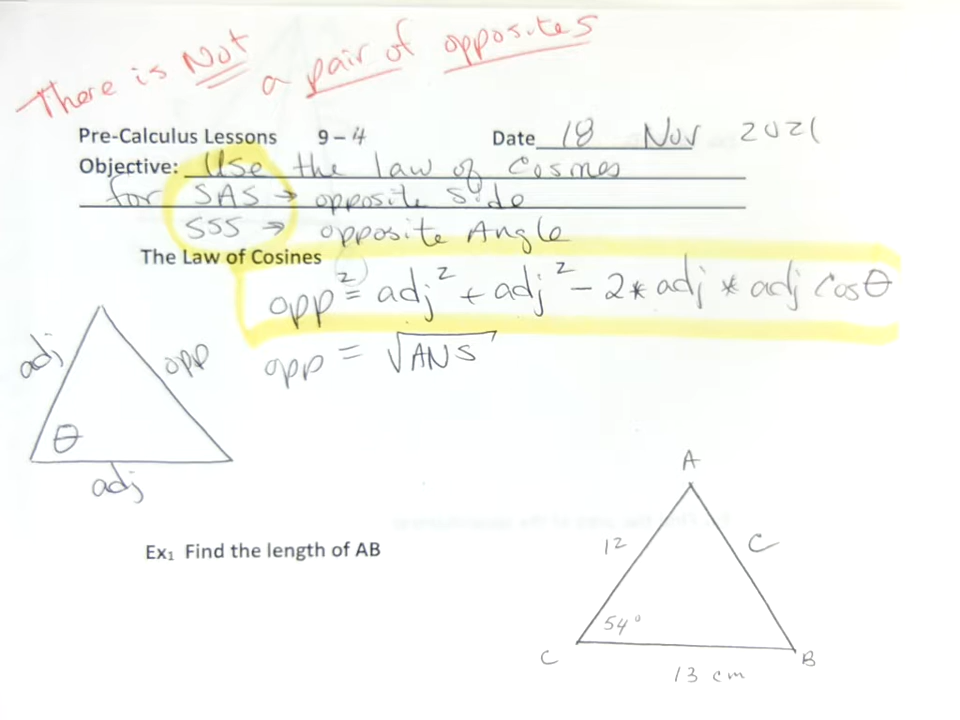 There is Not a pair of opposites
Pre-Calculus Lessons 9-4 Date 18 Nov 2021
Objective: Use the law of Cosines
for SAS → opposite side
SSS → opposite Angle
The Law of Cosines
opp² = adj² + adj² - 2 * adj * adj Cosθ
opp = √ANS
adj
opp
θ
adj
A
Ex1 Find the length of AB
12
C
54°
C
B
13 cm